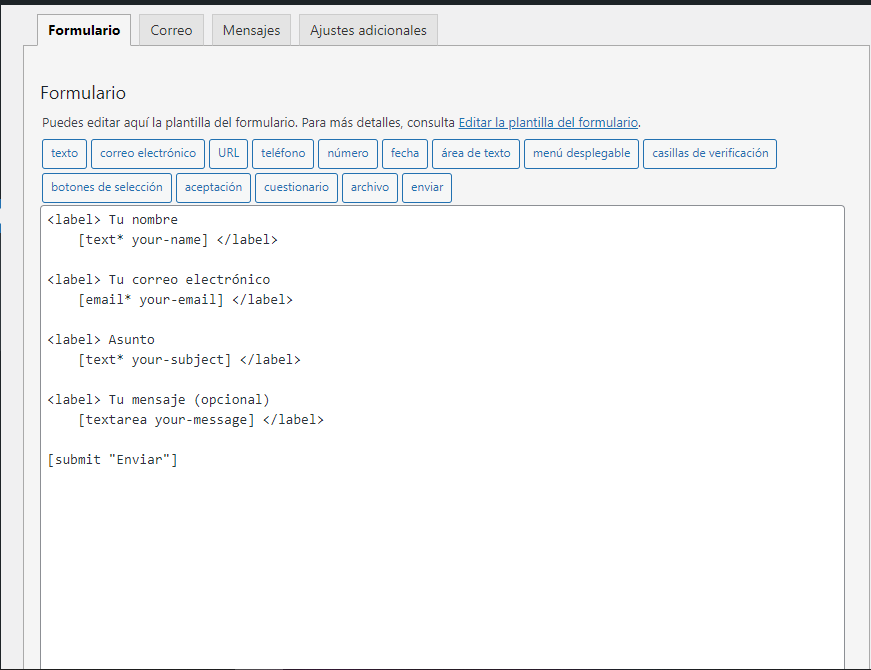 Formulario Correo Mensajes Ajustes adicionales
Formulario
Puedes editar aquí la plantilla del formulario. Para más detalles, consulta Editar la plantilla del formulario.
texto correo electrónico URL teléfono número fecha área de texto menú desplegable casillas de verificación
botones de selección aceptación cuestionario archivo enviar
<label> Tu nombre
    [text* your-name] </label>
<label> Tu correo electrónico
    [email* your-email] </label>
<label> Asunto
    [text* your-subject] </label>
<label> Tu mensaje (opcional)
    [textarea your-message] </label>
[submit "Enviar"]